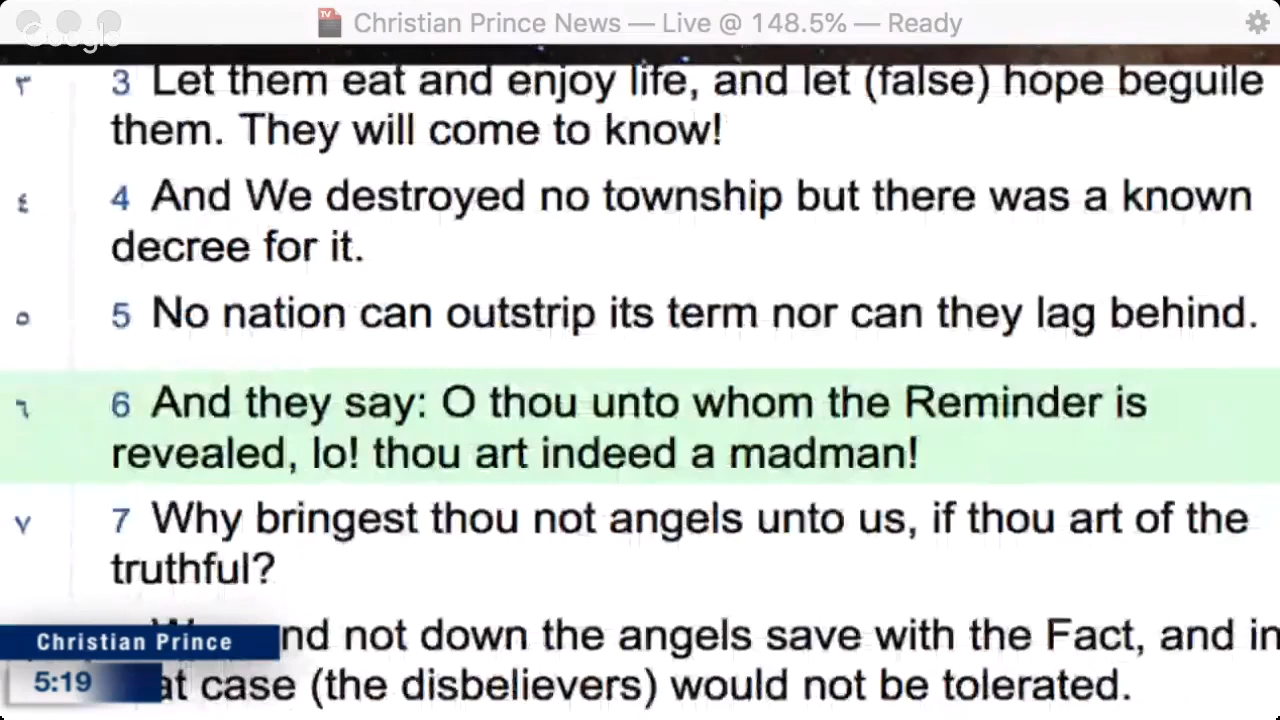 Christian Prince News — Live @ 148.5% — Ready
Google
٣ 3 Let them eat and enjoy life, and let (false) hope beguile
them. They will come to know!
٤ 4 And We destroyed no township but there was a known
decree for it.
٥ 5 No nation can outstrip its term nor can they lag behind.
٦ 6 And they say: O thou unto whom the Reminder is
revealed, lo! thou art indeed a madman!
٧ 7 Why bringest thou not angels unto us, if thou art of the
truthful?
not down the angels save with the Fact, and in
case (the disbelievers) would not be tolerated.
Christian Prince
5:19